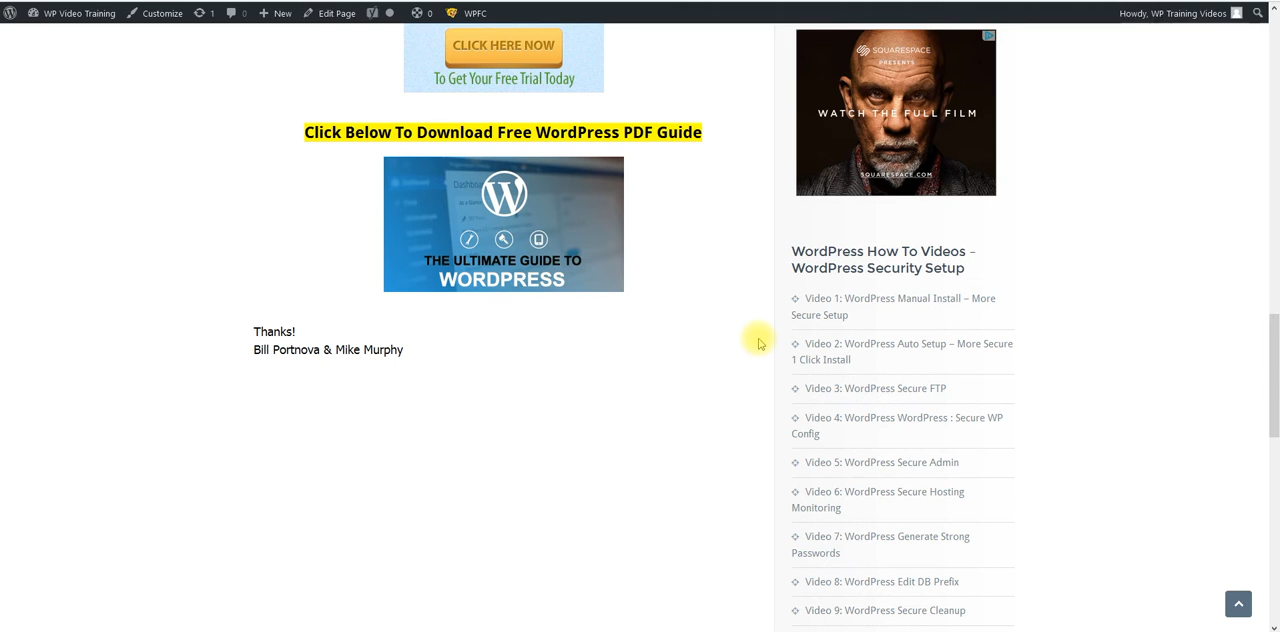 WP Video Training
Customize
1
0
New
Edit Page
0
WPFC
Howdy, WP Training Videos
CLICK HERE NOW
To Get Your Free Trial Today
Click Below To Download Free WordPress PDF Guide
THE ULTIMATE GUIDE TO
WORDPRESS
Thanks!
Bill Portnova & Mike Murphy
SQUARESPACE
PRESENTS
WATCH THE FULL FILM
SQUARESPACE.COM
WordPress How To Videos –
WordPress Security Setup
Video 1: WordPress Manual Install – More
Secure Setup
Video 2: WordPress Auto Setup – More Secure
1 Click Install
Video 3: WordPress Secure FTP
Video 4: WordPress WordPress : Secure WP
Config
Video 5: WordPress Secure Admin
Video 6: WordPress Secure Hosting
Monitoring
Video 7: WordPress Generate Strong
Passwords
Video 8: WordPress Edit DB Prefix
Video 9: WordPress Secure Cleanup